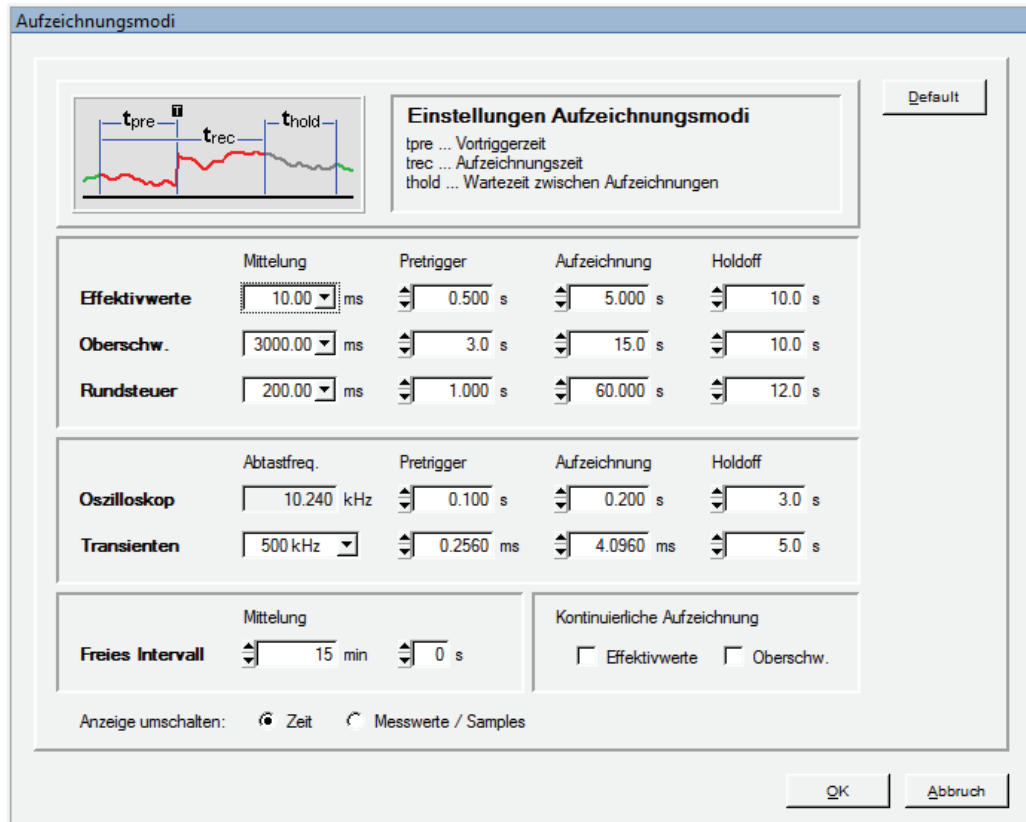 Aufzeichnungsmodi
Default
tpre T trec thold
Einstellungen Aufzeichnungsmodi
tpre ... Vortriggerzeit
trec ... Aufzeichnungszeit
thold ... Wartezeit zwischen Aufzeichnungen
Mittelung Pretrigger Aufzeichnung Holdoff
Effektivwerte 10.00 ms 0.500 s 5.000 s 10.0 s
Oberschw. 3000.00 ms 3.0 s 15.0 s 10.0 s
Rundsteuer 200.00 ms 1.000 s 60.000 s 12.0 s
Abtastfreq. Pretrigger Aufzeichnung Holdoff
Oszilloskop 10.240 kHz 0.100 s 0.200 s 3.0 s
Transienten 500 kHz 0.2560 ms 4.0960 ms 5.0 s
Mittelung
Freies Intervall 15 min 0 s
Kontinuierliche Aufzeichnung
Effektivwerte Oberschw.
Anzeige umschalten: Zeit Messwerte / Samples
OK Abbruch